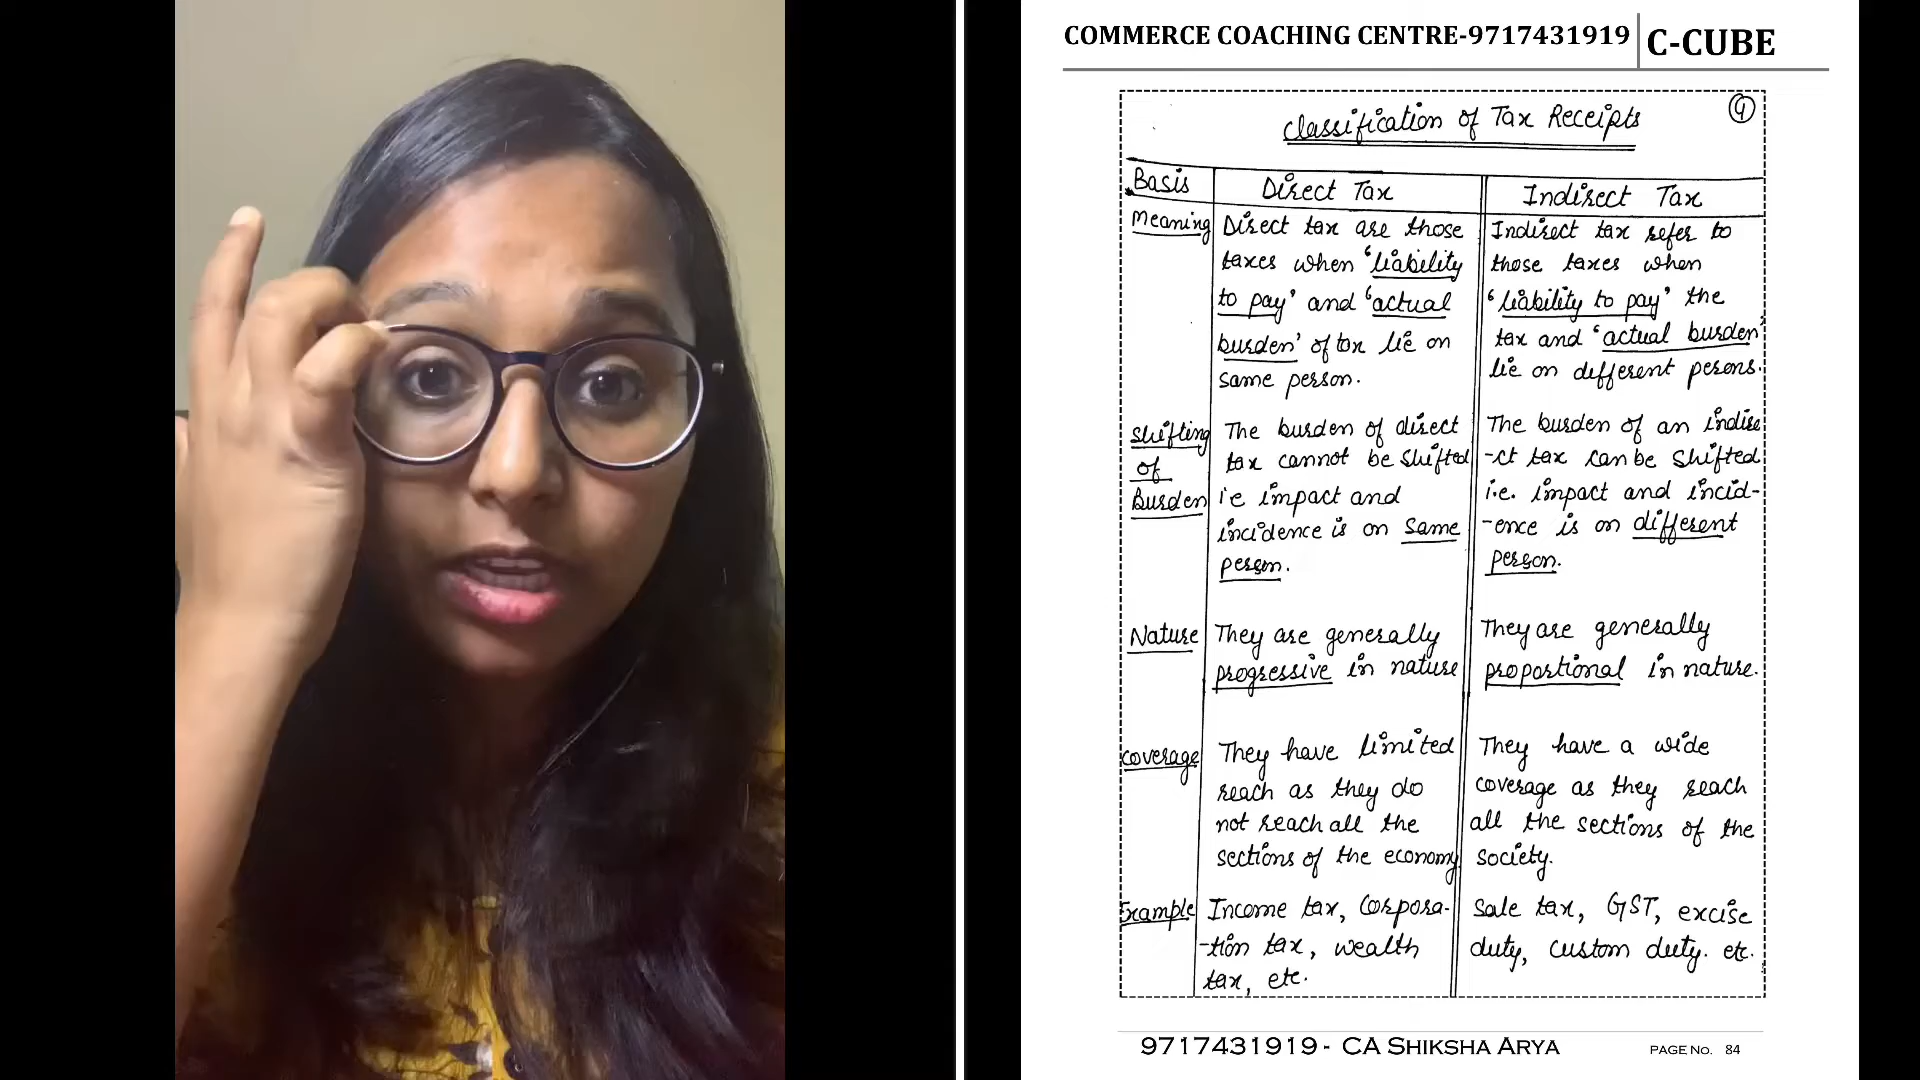 COMMERCE COACHING CENTRE-9717431919 C-CUBE
Classification of Tax Receipts
9
Basis
Direct Tax
Indirect Tax
Meaning
Direct tax are those
taxes when 'liability
to pay' and 'actual
burden' of tax lie on
same person.
Indirect tax refer to
those taxes when
'liability to pay' the
tax and 'actual burden'
lie on different persons.
Shifting
of
Burden
The burden of direct
tax cannot be shifted
i.e impact and
incidence is on same
person.
The burden of an indire
-ct tax can be shifted
i.e. impact and incid-
-ence is on different
person.
Nature
They are generally
progressive in nature
They are generally
proportional in nature.
Coverage
They have limited
reach as they do
not reach all the
sections of the economy
They have a wide
coverage as they reach
all the sections of the
society.
Example
Income tax, Corpora-
-tion tax, wealth
tax, etc.
Sale tax, GST, excise
duty, custom duty. etc.
9717431919 - CA SHIKSHA ARYA
PAGE NO. 84